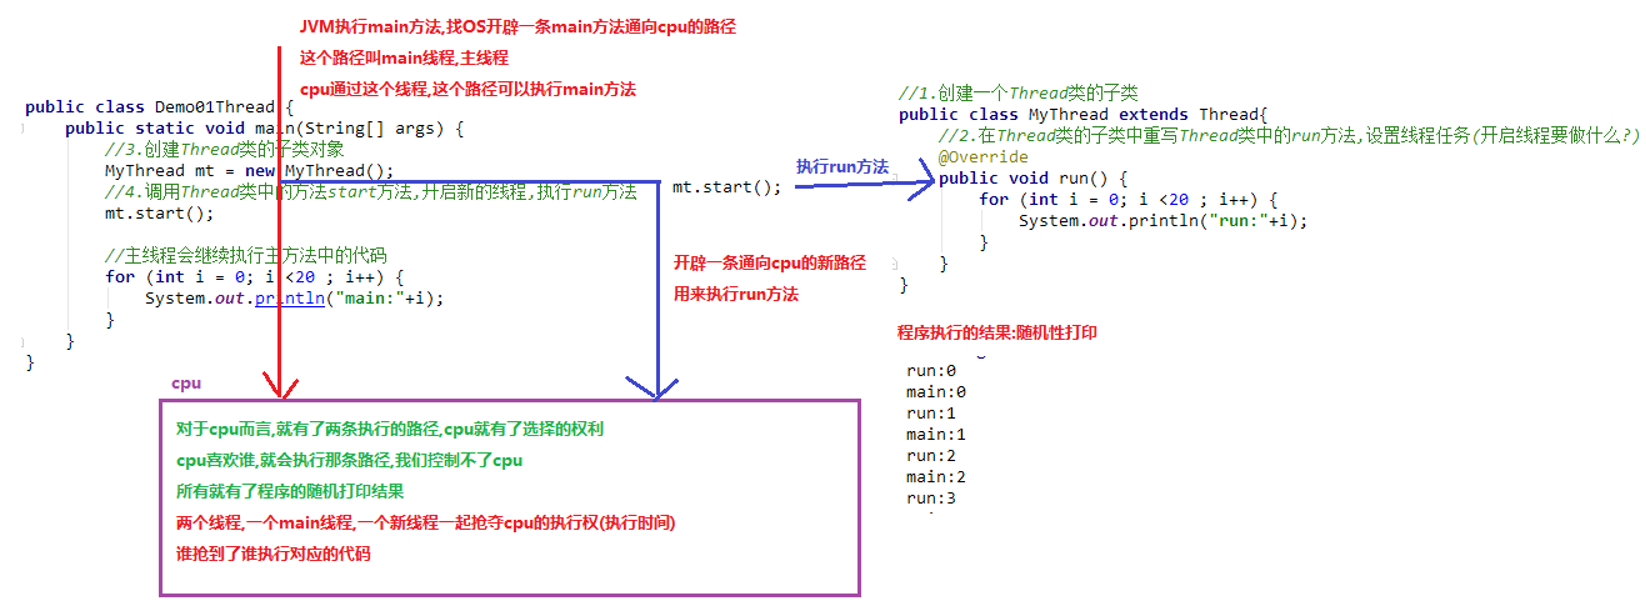 JVM执行main方法,找OS开辟一条main方法通向cpu的路径
这个路径叫main线程,主线程
cpu通过这个线程,这个路径可以执行main方法
public class Demo01Thread {
public static void main(String[] args) {
//3.创建Thread类的子类对象
MyThread mt = new MyThread();
//4.调用Thread类中的方法start方法,开启新的线程,执行run方法
mt.start();
//主线程会继续执行主方法中的代码
for (int i = 0; i <20 ; i++) {
System.out.println("main:"+i);
}
}
}
mt.start();
执行run方法
开辟一条通向cpu的新路径
用来执行run方法
//1.创建一个Thread类的子类
public class MyThread extends Thread{
//2.在Thread类的子类中重写Thread类中的run方法,设置线程任务(开启线程要做什么?)
@Override
public void run() {
for (int i = 0; i <20 ; i++) {
System.out.println("run:"+i);
}
}
}
程序执行的结果:随机性打印
run:0
main:0
run:1
main:1
run:2
main:2
run:3
cpu
对于cpu而言,就有了两条执行的路径,cpu就有了选择的权利
cpu喜欢谁,就会执行那条路径,我们控制不了cpu
所有就有了程序的随机打印结果
两个线程,一个main线程,一个新线程一起抢夺cpu的执行权(执行时间)
谁抢到了谁执行对应的代码